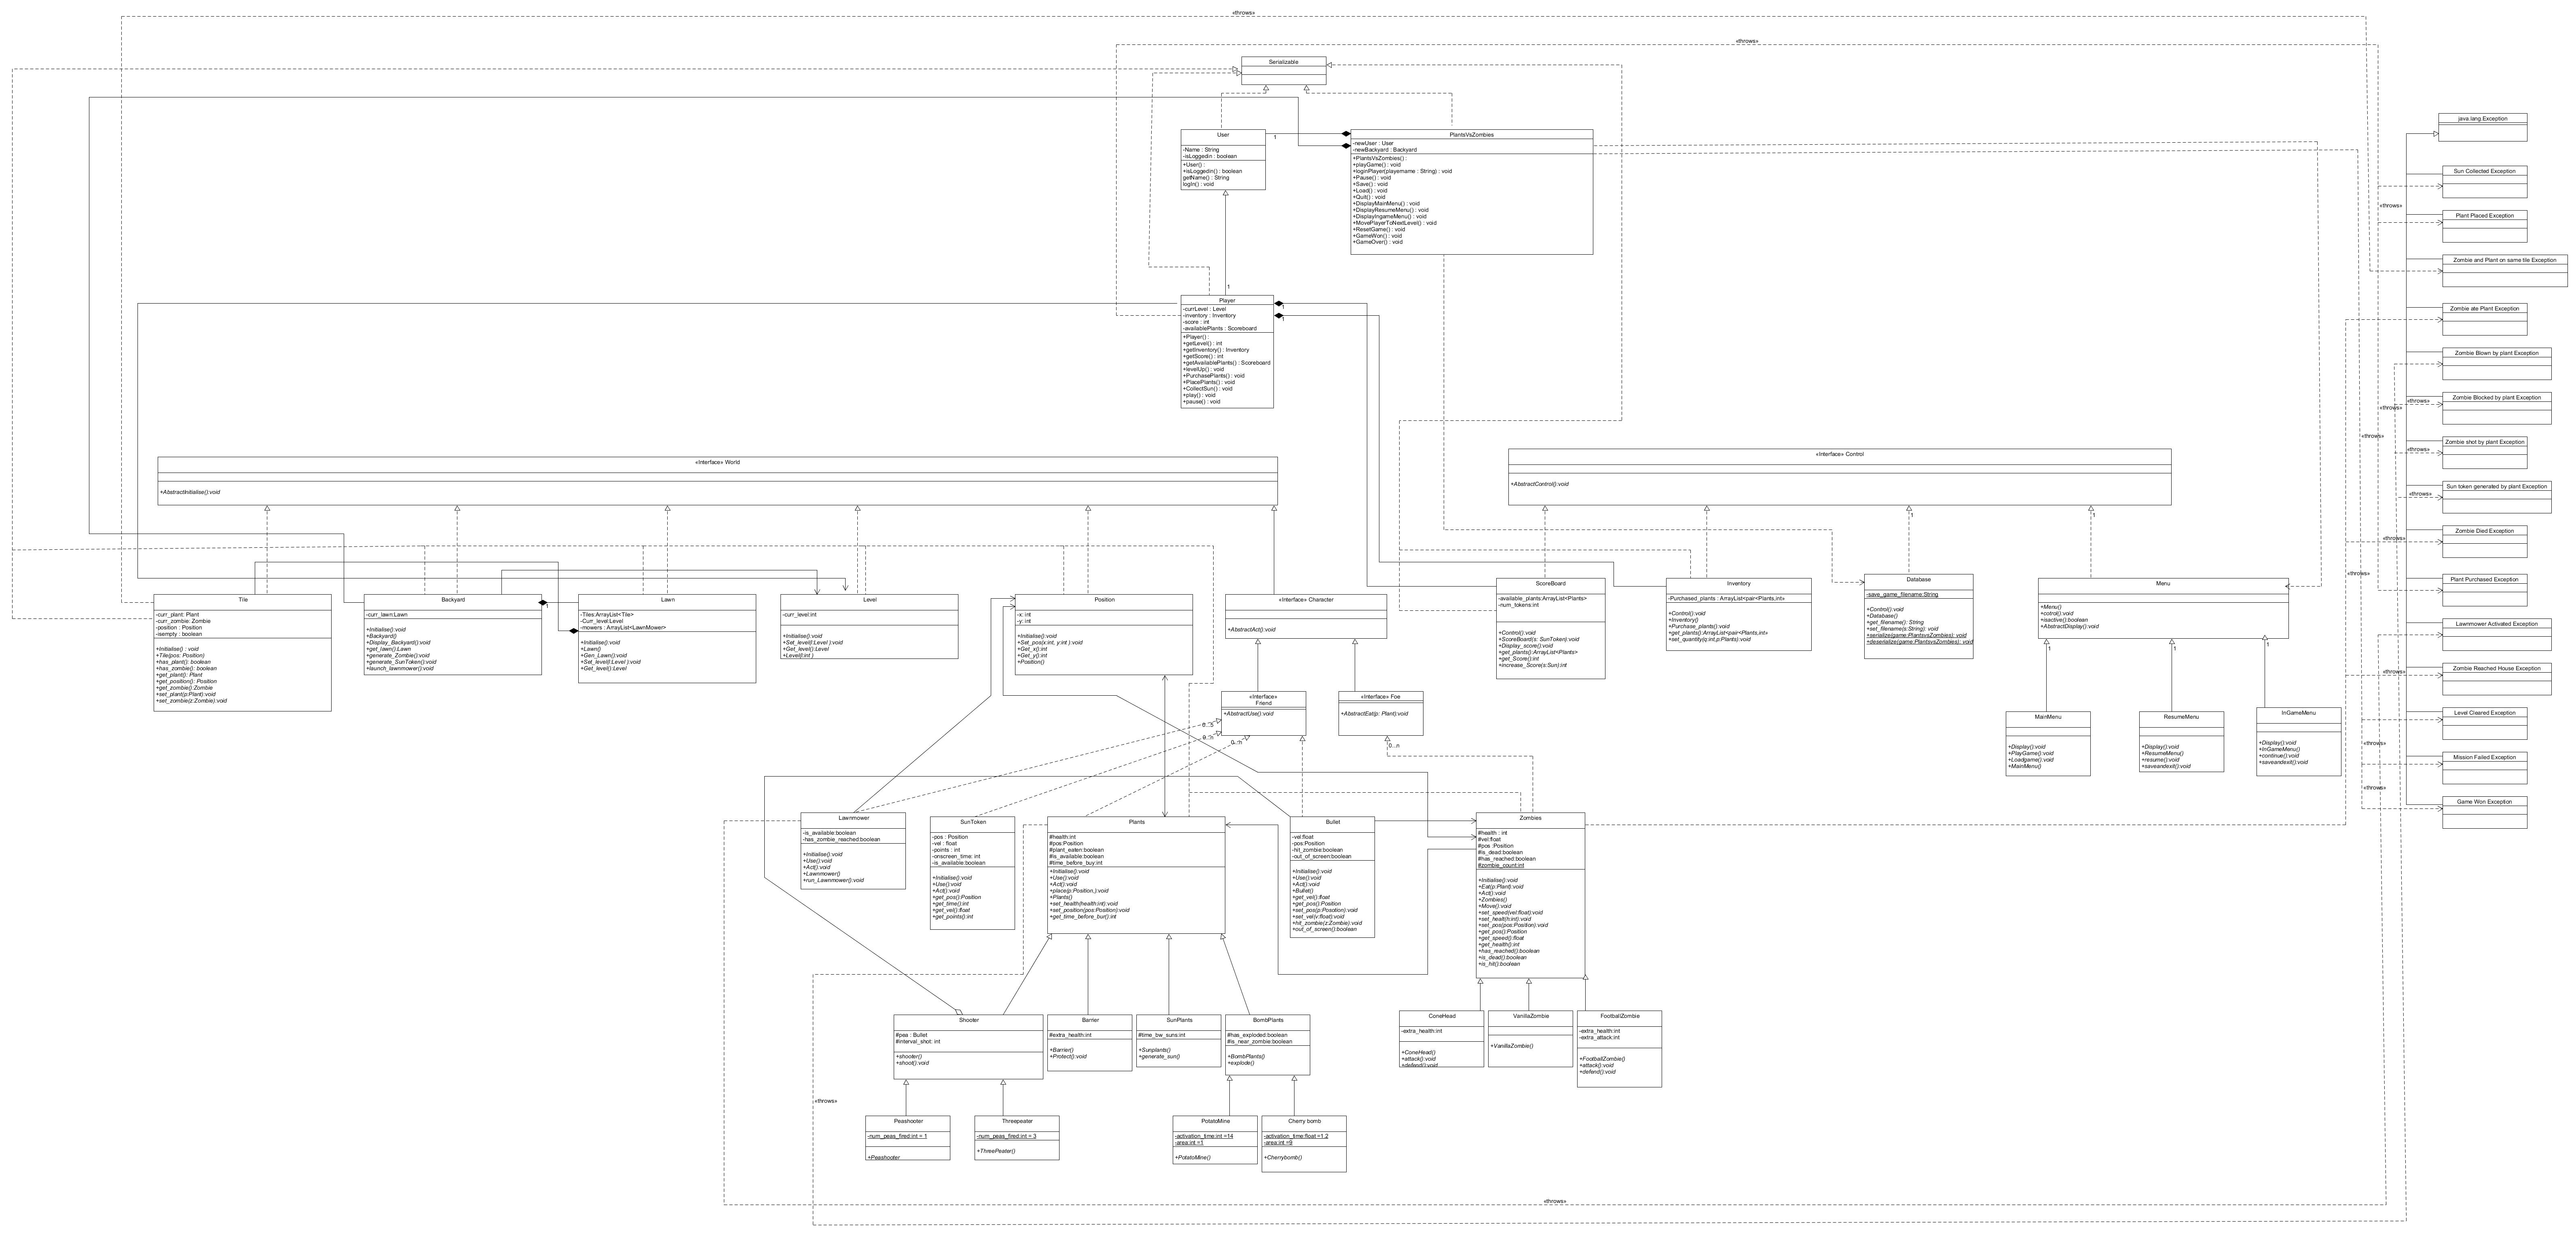 «throws»
«throws»
Serializable
User
-Name : String
-isLoggedin : boolean
+User() :
+isLoggedin() : boolean
getName() : String
logIn() : void
1
PlantsVsZombies
-newUser : User
-newBackyard : Backyard
+PlantsVsZombies() :
+playGame() : void
+loginPlayer(playername : String) : void
+Pause() : void
+Save() : void
+Load() : void
+Quit() : void
+DisplayMainMenu() : void
+DisplayResumeMenu() : void
+DisplayIngameMenu() : void
+MovePlayerToNextLevel() : void
+ResetGame() : void
+GameWon() : void
+GameOver() : void
java.lang.Exception
Sun Collected Exception
«throws»
Plant Placed Exception
Zombie and Plant on same tile Exception
Zombie ate Plant Exception
Zombie Blown by plant Exception
Zombie Blocked by plant Exception
«throws»
«throws»
«throws»
Zombie shot by plant Exception
«throws»
Sun token generated by plant Exception
«throws»
Zombie Died Exception
«throws»
«throws»
Plant Purchased Exception
Lawnmower Activated Exception
Zombie Reached House Exception
«throws»
Level Cleared Exception
«throws»
Mission Failed Exception
«throws»
Game Won Exception
1
Player
-currLevel : Level
-inventory : Inventory
-score : int
-availablePlants : Scoreboard
+Player() :
+getLevel() : int
+getInventory() : Inventory
+getScore() : int
+getAvailablePlants() : Scoreboard
+levelUp() : void
+PurchasePlants() : void
+PlacePlants() : void
+CollectSun() : void
+play() : void
+pause() : void
1
1
«Interface» World
+AbstractInitialise():void
«Interface» Control
+AbstractControl():void
1
1
Tile
-curr_plant: Plant
-curr_zombie: Zombie
-position : Position
-isempty : boolean
+Initialise() : void
+Tile(pos: Position)
+has_plant(): boolean
+has_zombie(): boolean
+get_plant(): Plant
+get_position(): Position
+get_zombie():Zombie
+set_plant(p:Plant):void
+set_zombie(z:Zombie):void
Backyard
-curr_lawn:Lawn
+Initialise():void
+Backyard()
+Display_Backyard():void
+get_lawn():Lawn
+generate_Zombie():void
+generate_SunToken():void
+launch_lawnmower():void
1
Lawn
-Tiles:ArrayList<Tile>
-Curr_level:Level
-mowers : ArrayList<LawnMower>
+Initialise():void
+Lawn()
+Gen_Lawn():void
+Set_level(l:Level ):void
+Get_level():Level
Level
-curr_level:int
+Initialise():void
+Set_level(l:Level ):void
+Get_level():Level
+Level(l:int )
Position
-x: int
-y: int
+Initialise():void
+Set_pos(x:int, y:int ):void
+Get_x():int
+Get_y():int
+Position()
«Interface» Character
+AbstractAct():void
«Interface»
Friend
+AbstractUse():void
«Interface» Foe
+AbstractEat(p: Plant):void
ScoreBoard
-available_plants:ArrayList<Plants>
-num_tokens:int
+Control():void
+ScoreBoard(s: SunToken):void
+Display_score():void
+get_plants():ArrayList<Plants>
+get_Score():int
+increase_Score(s:Sun):int
Inventory
-Purchased_plants : ArrayList<pair<Plants,int>
+Control():void
+Inventory()
+Purchase_plants():void
+get_plants():ArrayList<pair<Plants,int>
+set_quantity(q:int,p:Plants):void
Database
-save_game_filename:String
+Control():void
+Database()
+get_filename(): String
+set_filename(s:String): void
+serialize(game:PlantsvsZombies): void
+deserialize(game:PlantsvsZombies): void
Menu
+Menu()
+cotrol():void
+isactive():boolean
+AbstractDisplay():void
1
1
1
MainMenu
+Display():void
+PlayGame():void
+Loadgame():void
+MainMenu()
ResumeMenu
+Display():void
+ResumeMenu()
+resume():void
+saveandexit():void
InGameMenu
+Display():void
+InGameMenu()
+continue():void
+saveandexit():void
0...n
0...n
0...n
0...n
Lawnmower
-is_available:boolean
-has_zombie_reached:boolean
+Initialise():void
+Use():void
+Act():void
+Lawnmower()
+run_Lawnmower():void
SunToken
-pos : Position
-vel : float
-points : int
-onscreen_time: int
-is_available:boolean
+Initialise():void
+Use():void
+Act():void
+get_pos():Position
+get_time():int
+get_vel():float
+get_points():int
Plants
#health:int
#pos:Position
#plant_eaten:boolean
#is_available:boolean
#time_before_buy:int
+Initialise():void
+Use():void
+Act():void
+place(p:Position,):void
+Plants()
+set_health(health:int):void
+set_position(pos:Position):void
+get_time_before_bur():int
Bullet
-vel:float
-pos:Position
-hit_zombie:boolean
-out_of_screen:boolean
+Initialise():void
+Use():void
+Act():void
+Bullet()
+get_vel():float
+get_pos():Position
+set_pos(p:Posotion):void
+set_vel(v:float):void
+hit_zombie(z:Zombie):void
+out_of_screen():boolean
Zombies
#health : int
#vel:float
#pos :Position
#is_dead:boolean
#has_reached:boolean
#zombie_count:int
+Initialise():void
+Eat(p:Plant):void
+Act():void
+Zombies()
+Move():void
+set_speed(vel:float):void
+set_healt(h:int):void
+set_pos(pos:Position):void
+get_pos():Position
+get_speed():float
+get_health():int
+has_reached():boolean
+is_dead():boolean
+is_hit():boolean
Shooter
#pea : Bullet
#interval_shot: int
+shooter()
+shoot():void
Barrier
#extra_health:int
+Barrier()
+Protect():void
SunPlants
#time_bw_suns:int
+Sunplants()
+generate_sun()
BombPlants
#has_exploded:boolean
#is_near_zombie:boolean
+BombPlants()
+explode()
ConeHead
-extra_health:int
+ConeHead()
+attack():void
+defend():void
VanillaZombie
+VanillaZombie()
FootballZombie
-extra_health:int
-extra_attack:int
+FootballZombie()
+attack():void
+defend():void
«throws»
Peashooter
-num_peas_fired:int = 1
+Peashooter
Threepeater
-num_peas_fired:int = 3
+ThreePeater()
PotatoMine
-activation_time:int =14
-area:int =1
+PotatoMine()
Cherry bomb
-activation_time:float =1.2
-area:int =9
+Cherrybomb()
«throws»